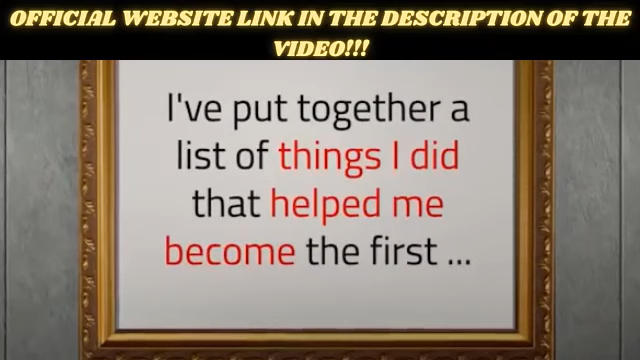 OFFICIAL WEBSITE LINK IN THE DESCRIPTION OF THE
VIDEO!!!
I've put together a
list of things I did
that helped me
become the first ...